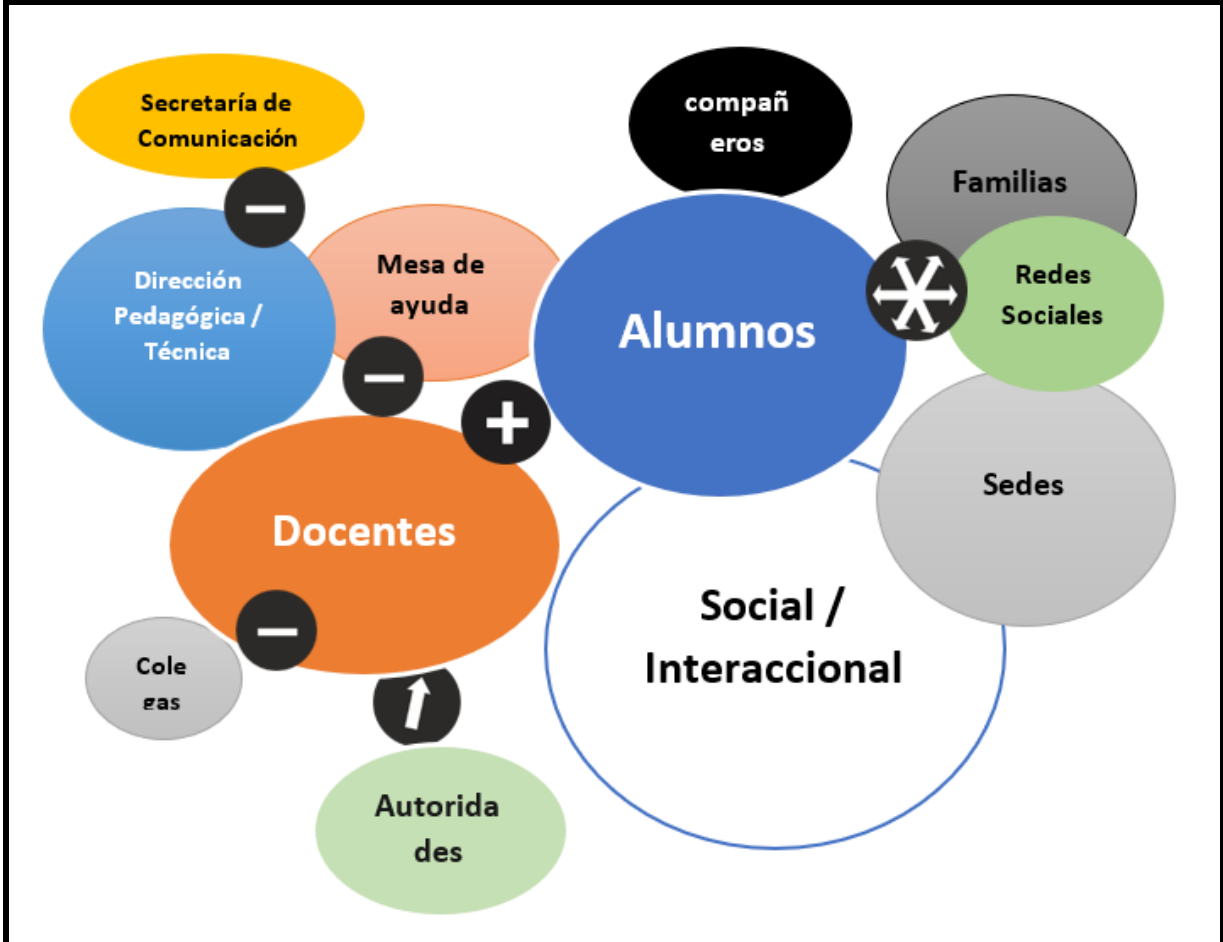 Secretaría de
Comunicación
compañ
eros
Familias
Dirección
Pedagógica /
Técnica
Mesa de
ayuda
Alumnos
Redes
Sociales
Sedes
Docentes
Social /
Interaccional
Cole
gas
Autorida
des